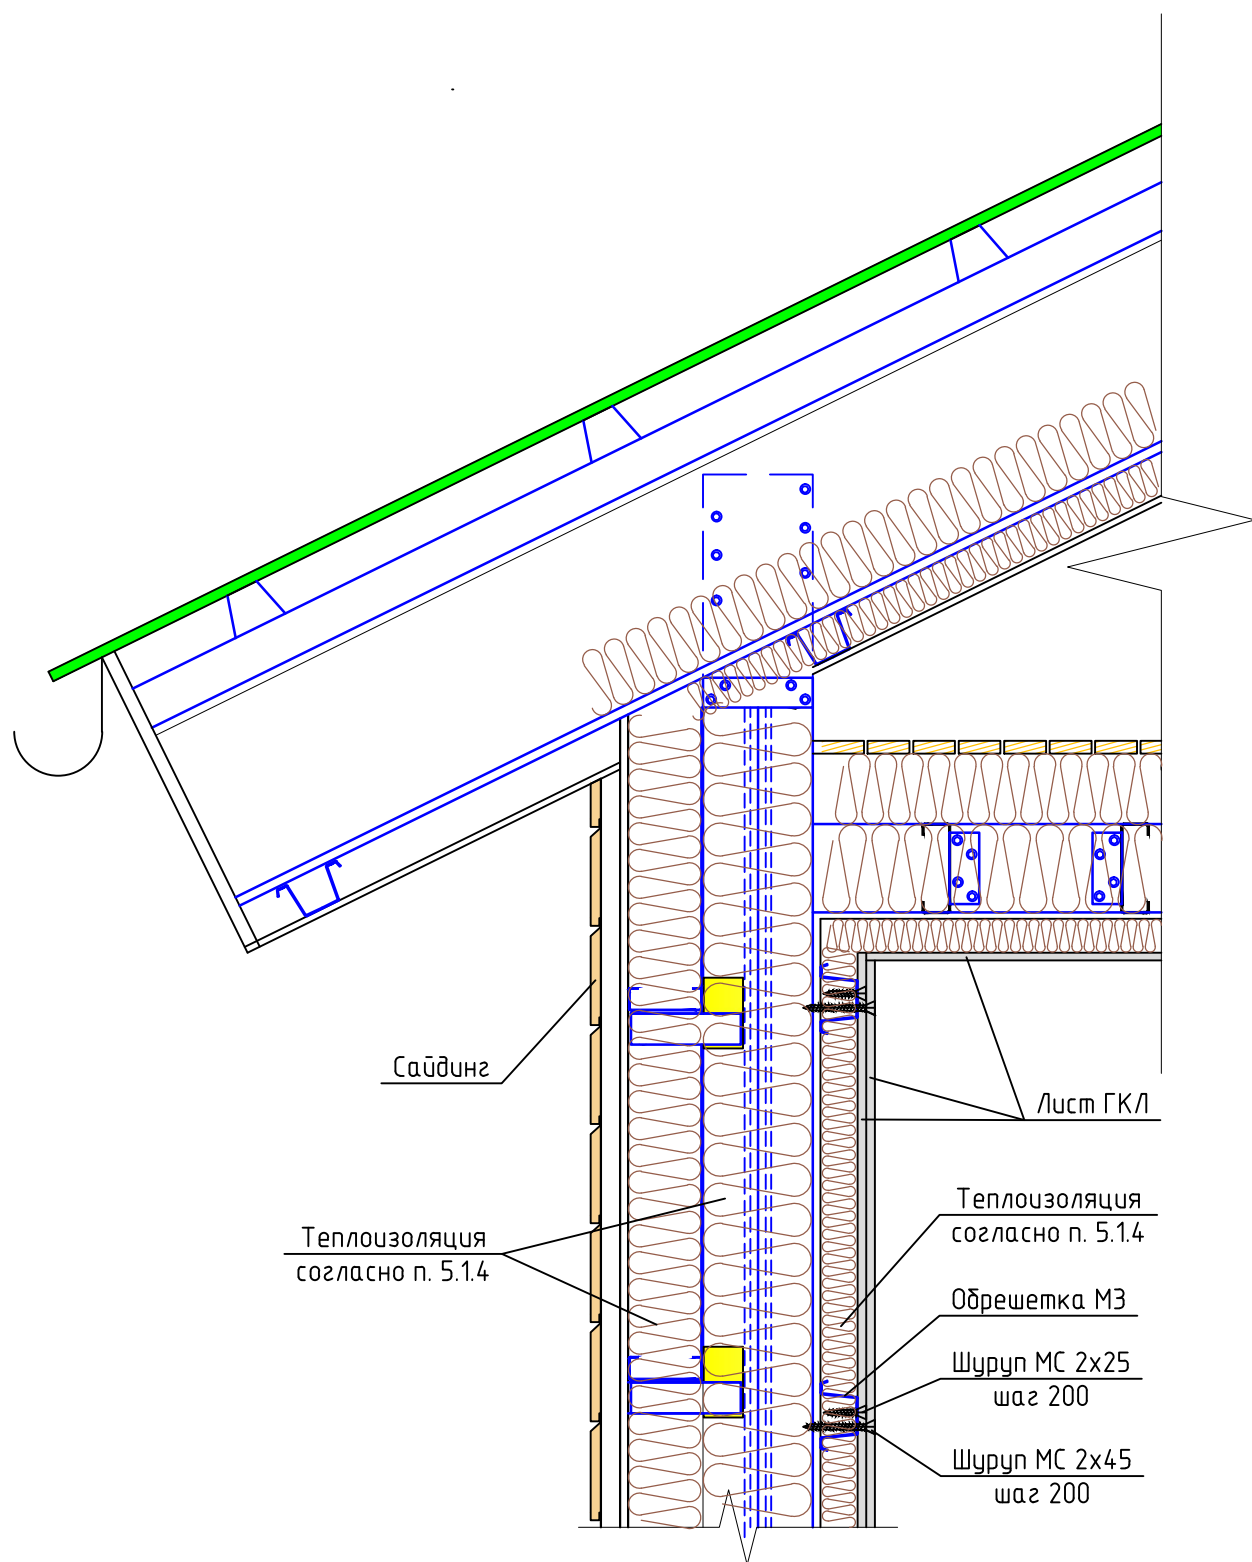 Сайдинг
Лист ГКЛ
Теплоизоляция
согласно п. 5.1.4
Теплоизоляция
согласно п. 5.1.4
Обрешетка М3
Шуруп МС 2х25
шаг 200
Шуруп МС 2х45
шаг 200